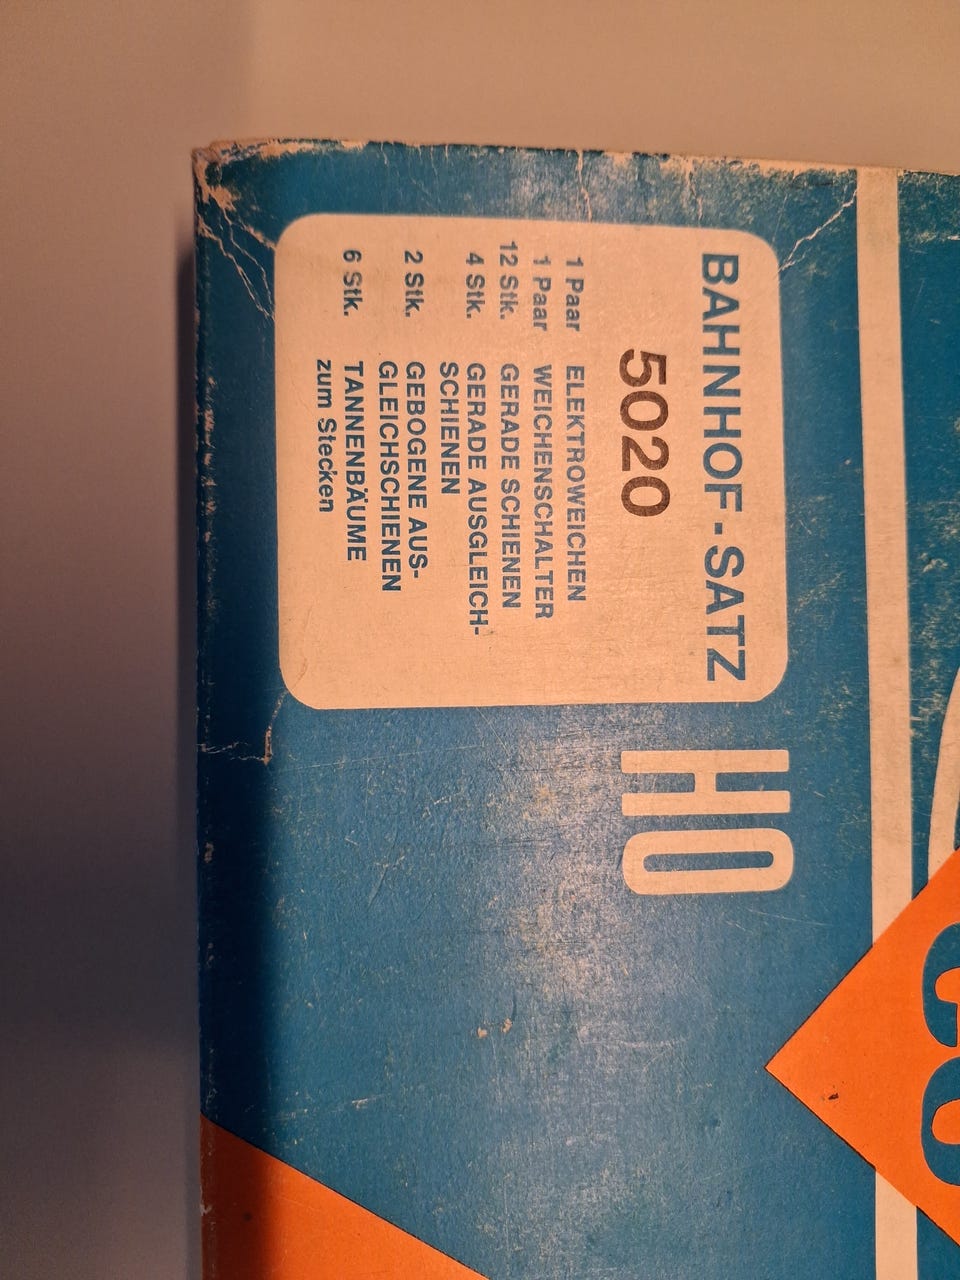 BAHNHOF-SATZ
5020
1 Paar ELEKTROWEICHEN
1 Paar WEICHENSCHALTER
12 Stk. GERADE SCHIENEN
4 Stk. GERADE AUSGLEICH-
SCHIENEN
2 Stk. GEBOGENE AUS-
GLEICHSCHIENEN
6 Stk. TANNENBÄUME
zum Stecken
HO